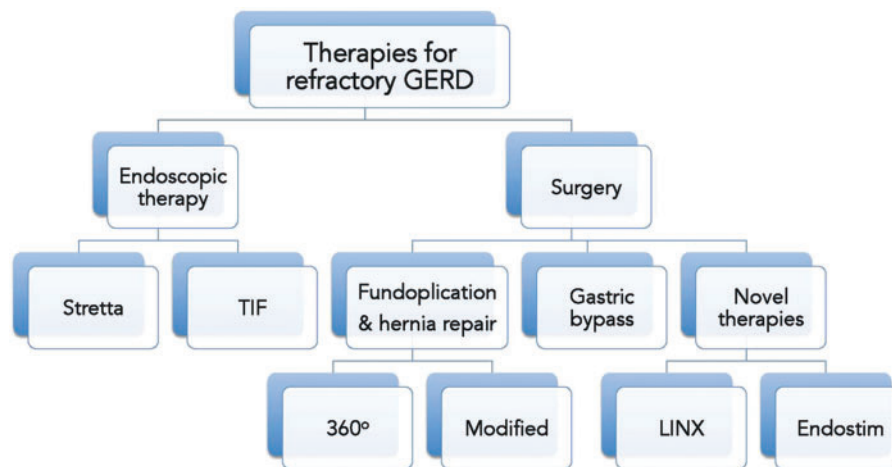 Therapies for
refractory GERD
Endoscopic
therapy
Surgery
Stretta
TIF
Fundoplication
& hernia repair
Gastric
bypass
Novel
therapies
360º
Modified
LINX
Endostim